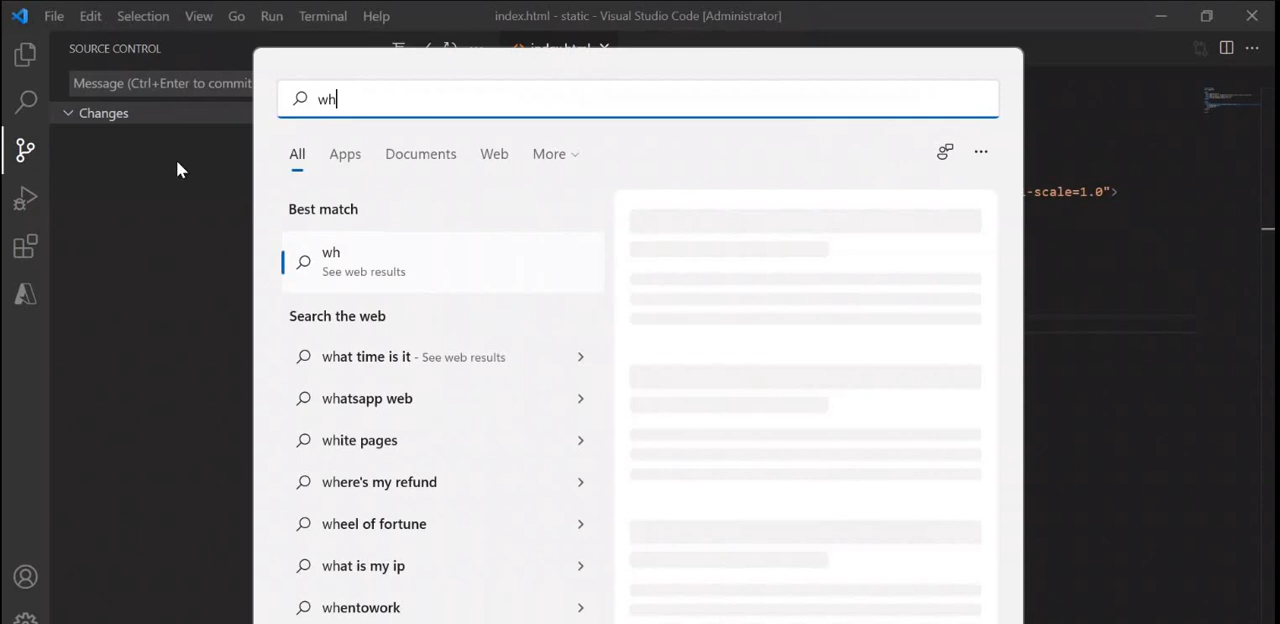 File Edit Selection View Go Run Terminal Help index.html - static - Visual Studio Code [Administrator]
SOURCE CONTROL
index.html
Message (Ctrl+Enter to commit
Changes
wh
All Apps Documents Web More
Best match
wh
See web results
Search the web
what time is it - See web results
whatsapp web
white pages
where's my refund
wheel of fortune
what is my ip
whentowork
-scale=1.0">